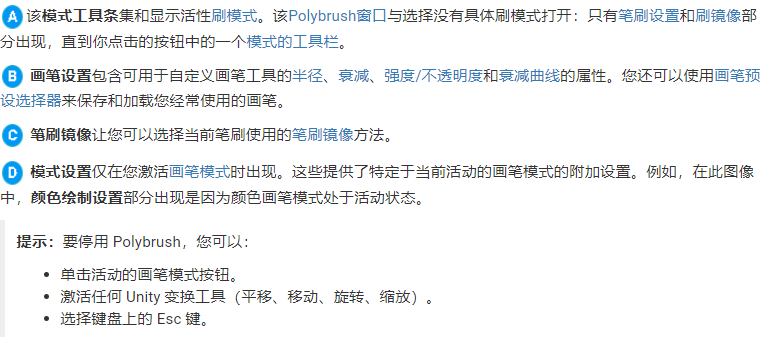 A 该模式工具条集和显示活性刷模式。该Polybrush窗口与选择没有具体刷模式打开：只有笔刷设置和刷镜像部
分出现，直到你点击的按钮中的一个模式的工具栏。
B 画笔设置包含可用于自定义画笔工具的半径、衰减、强度/不透明度和衰减曲线的属性。您还可以使用画笔预
设选择器来保存和加载您经常使用的画笔。
C 笔刷镜像让您可以选择当前笔刷使用的笔刷镜像方法。
D 模式设置仅在您激活画笔模式时出现。这些提供了特定于当前活动的画笔模式的附加设置。例如，在此图像
中，颜色绘制设置部分出现是因为颜色画笔模式处于活动状态。
提示：要停用 Polybrush，您可以：
• 单击活动的画笔模式按钮。
• 激活任何 Unity 变换工具（平移、移动、旋转、缩放）。
• 选择键盘上的 Esc 键。